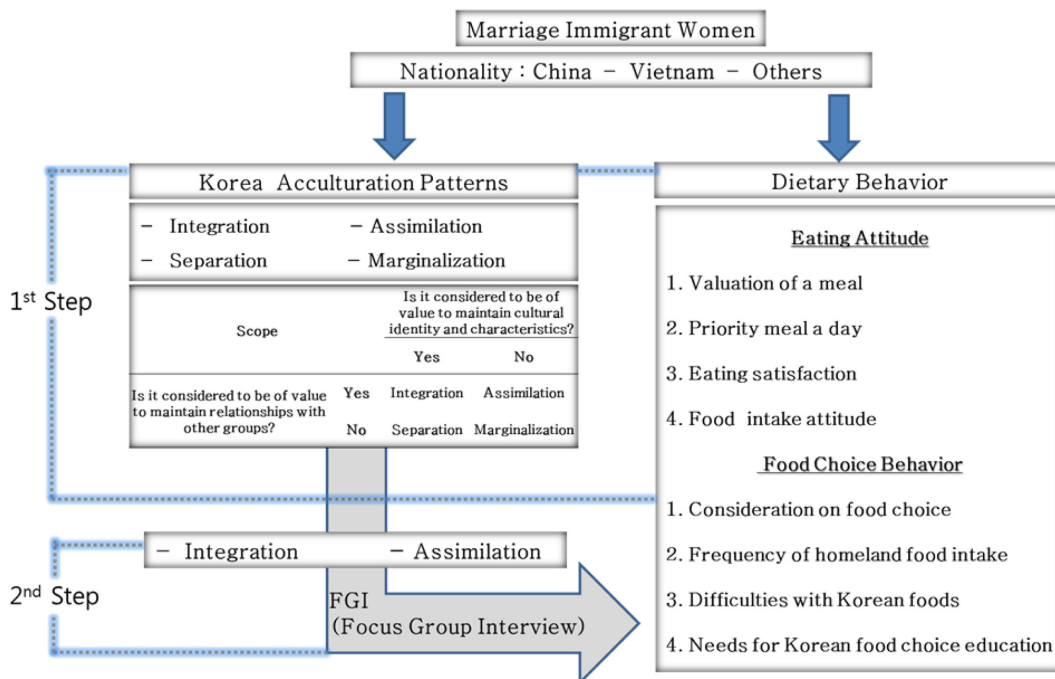 Marriage Immigrant Women
Nationality : China － Vietnam － Others
Korea Acculturation Patterns
－ Integration － Assimilation
－ Separation － Marginalization
Scope
Is it considered to be of
value to maintain cultural
identity and characteristics?
Yes No
Is it considered to be of value
to maintain relationships with
other groups?
Yes Integration Assimilation
No Separation Marginalization
1st Step
－ Integration － Assimilation
2nd Step
FGI
(Focus Group Interview)
Dietary Behavior
Eating Attitude
1. Valuation of a meal
2. Priority meal a day
3. Eating satisfaction
4. Food intake attitude
Food Choice Behavior
1. Consideration on food choice
2. Frequency of homeland food intake
3. Difficulties with Korean foods
4. Needs for Korean food choice education